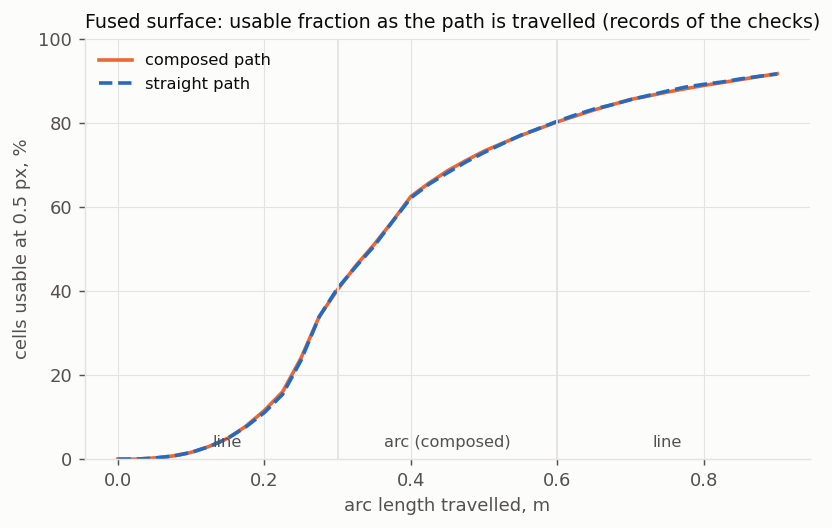 Fused surface: usable fraction as the path is travelled (records of the checks)
composed path
straight path
cells usable at 0.5 px, %
100
80
60
40
20
0
line
arc (composed)
line
0.0
0.2
0.4
0.6
0.8
arc length travelled, m